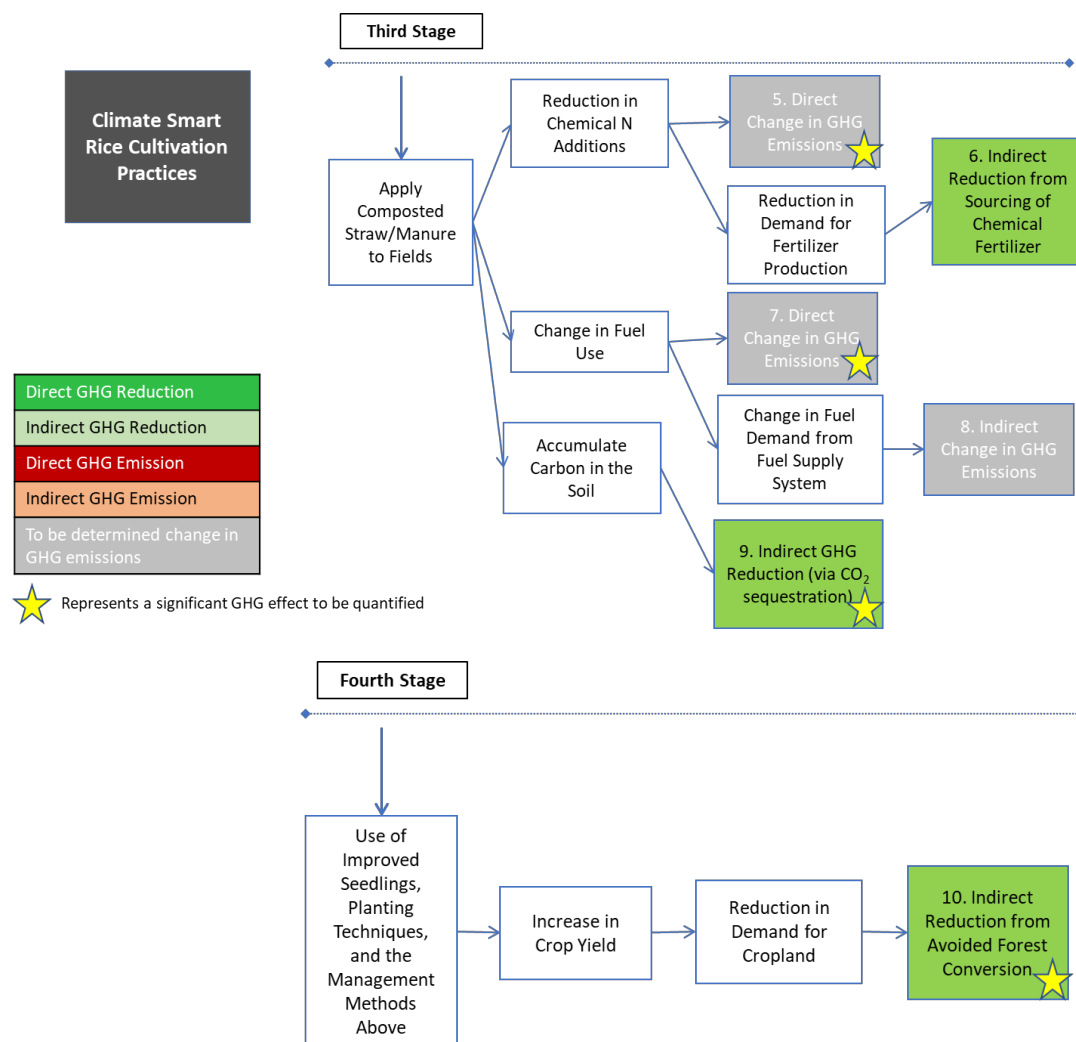 Third Stage
Climate Smart
Rice Cultivation
Practices
Apply
Composted
Straw/Manure
to Fields
Reduction in
Chemical N
Additions
5. Direct
Change in GHG
Emissions
Reduction in
Demand for
Fertilizer
Production
6. Indirect
Reduction from
Sourcing of
Chemical
Fertilizer
Change in Fuel
Use
7. Direct
Change in GHG
Emissions
Change in Fuel
Demand from
Fuel Supply
System
8. Indirect
Change in GHG
Emissions
Accumulate
Carbon in the
Soil
9. Indirect GHG
Reduction (via CO₂
sequestration)
Direct GHG Reduction
Indirect GHG Reduction
Direct GHG Emission
Indirect GHG Emission
To be determined change in
GHG emissions
Represents a significant GHG effect to be quantified
Fourth Stage
Use of
Improved
Seedlings,
Planting
Techniques,
and the
Management
Methods
Above
Increase in
Crop Yield
Reduction in
Demand for
Cropland
10. Indirect
Reduction from
Avoided Forest
Conversion